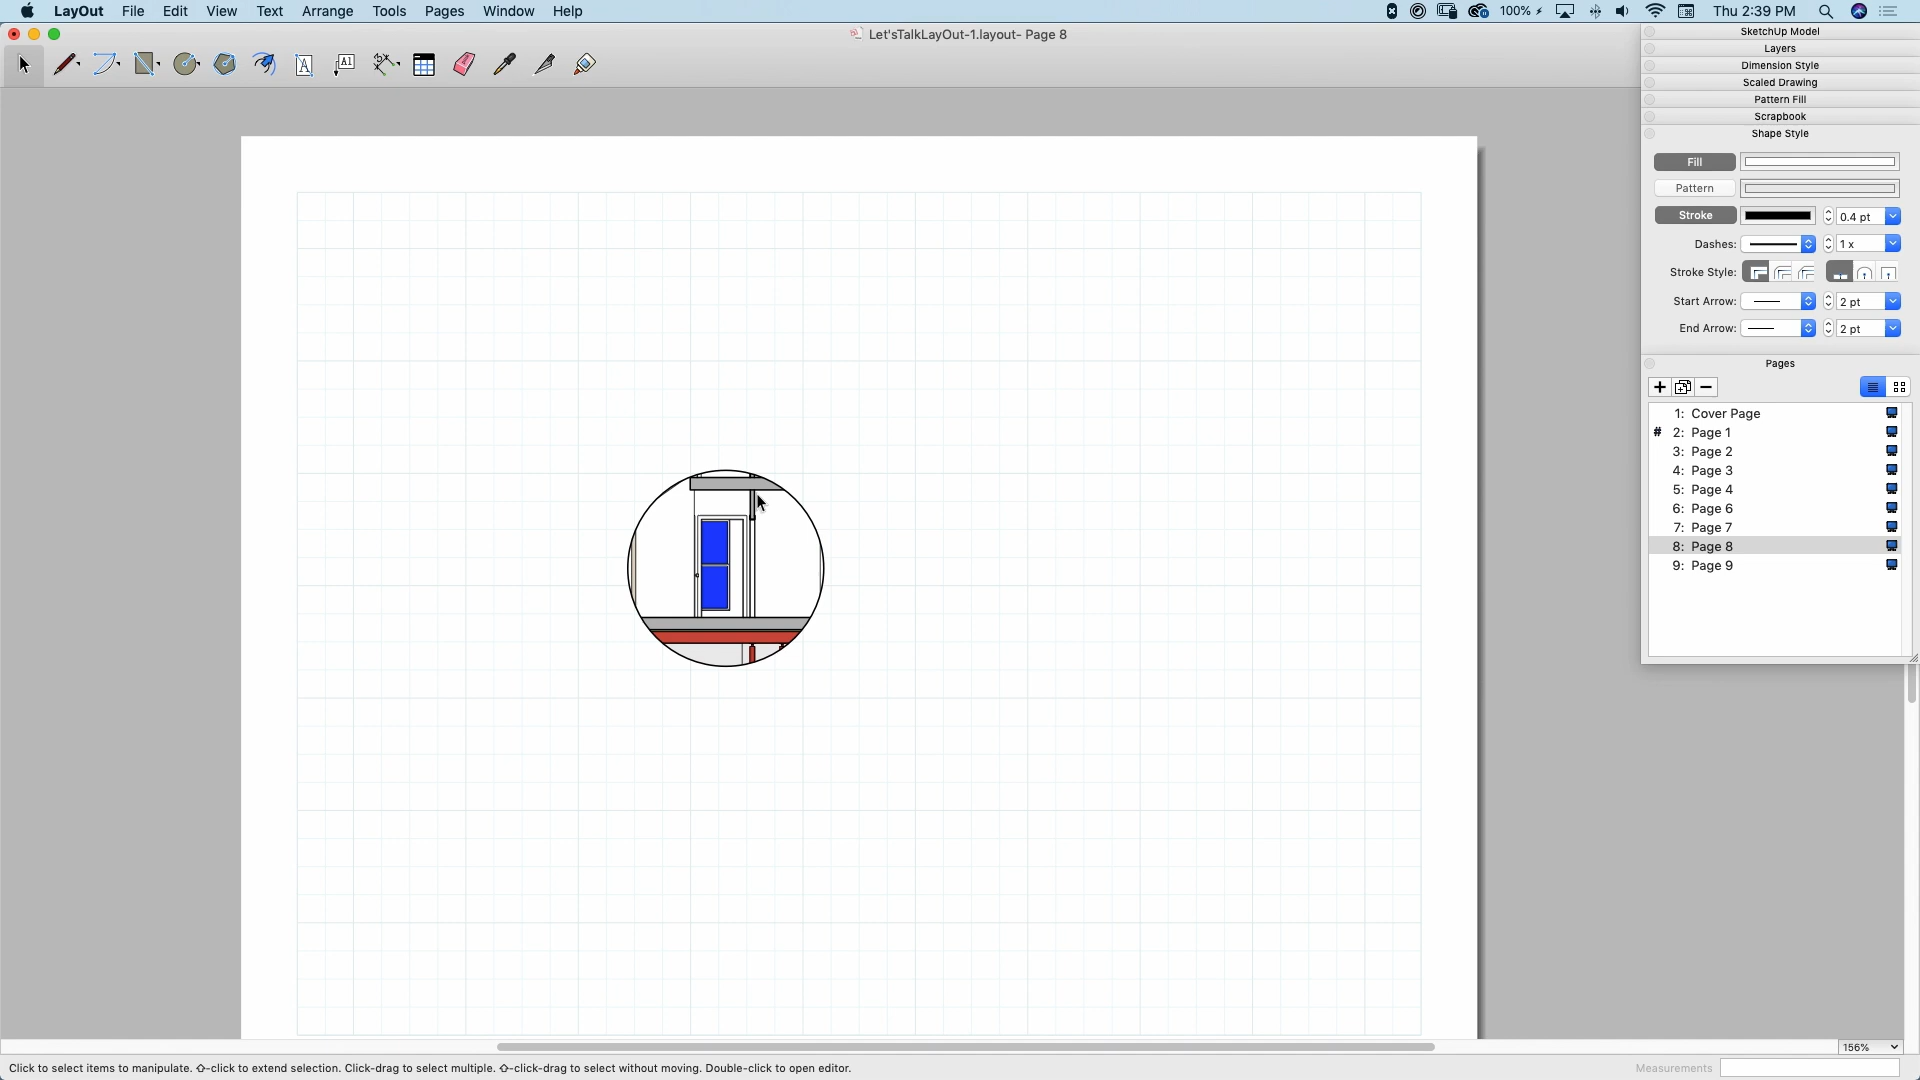 LayOut File Edit View Text Arrange Tools Pages Window Help 100% Thu 2:39 PM
Let'sTalkLayOut-1.layout- Page 8
A A1
SketchUp Model
Layers
Dimension Style
Scaled Drawing
Pattern Fill
Scrapbook
Shape Style
Fill
Pattern
Stroke 0.4 pt
Dashes: 1 x
Stroke Style:
Start Arrow: 2 pt
End Arrow: 2 pt
Pages
1: Cover Page
# 2: Page 1
3: Page 2
4: Page 3
5: Page 4
6: Page 6
7: Page 7
8: Page 8
9: Page 9
156%
Click to select items to manipulate. ⇧-click to extend selection. Click-drag to select multiple. ⇧-click-drag to select without moving. Double-click to open editor. Measurements